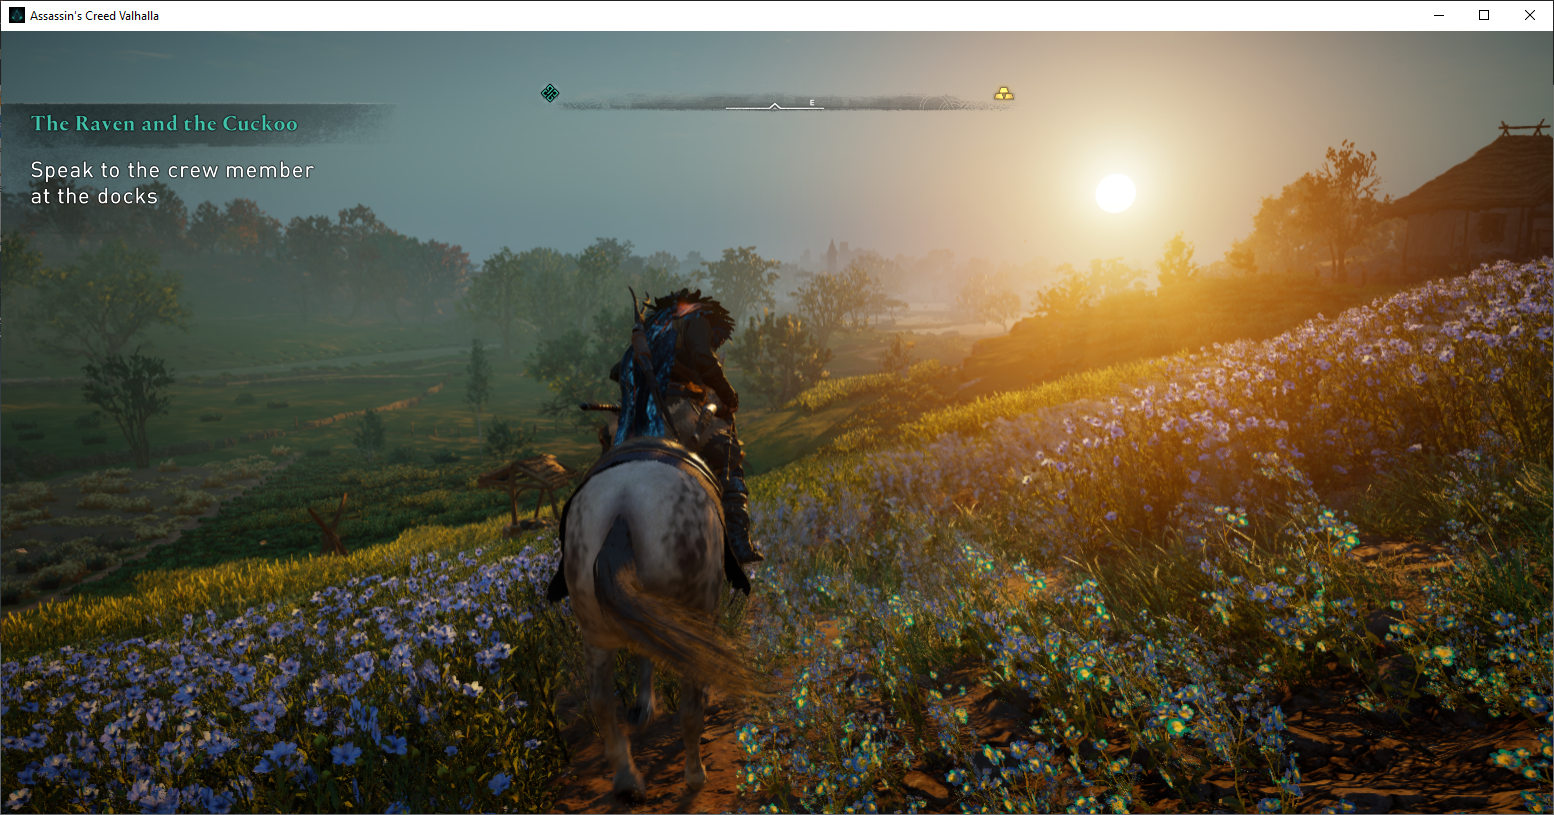 Assassin's Creed Valhalla
E
The Raven and the Cuckoo
Speak to the crew member
at the docks